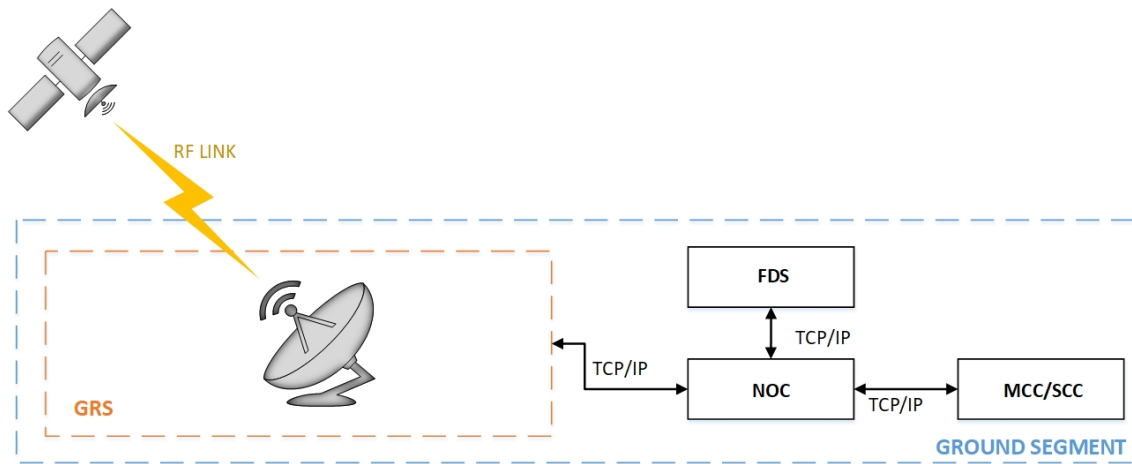 RF LINK
FDS
TCP/IP
TCP/IP
NOC
MCC/SCC
TCP/IP
GRS
GROUND SEGMENT